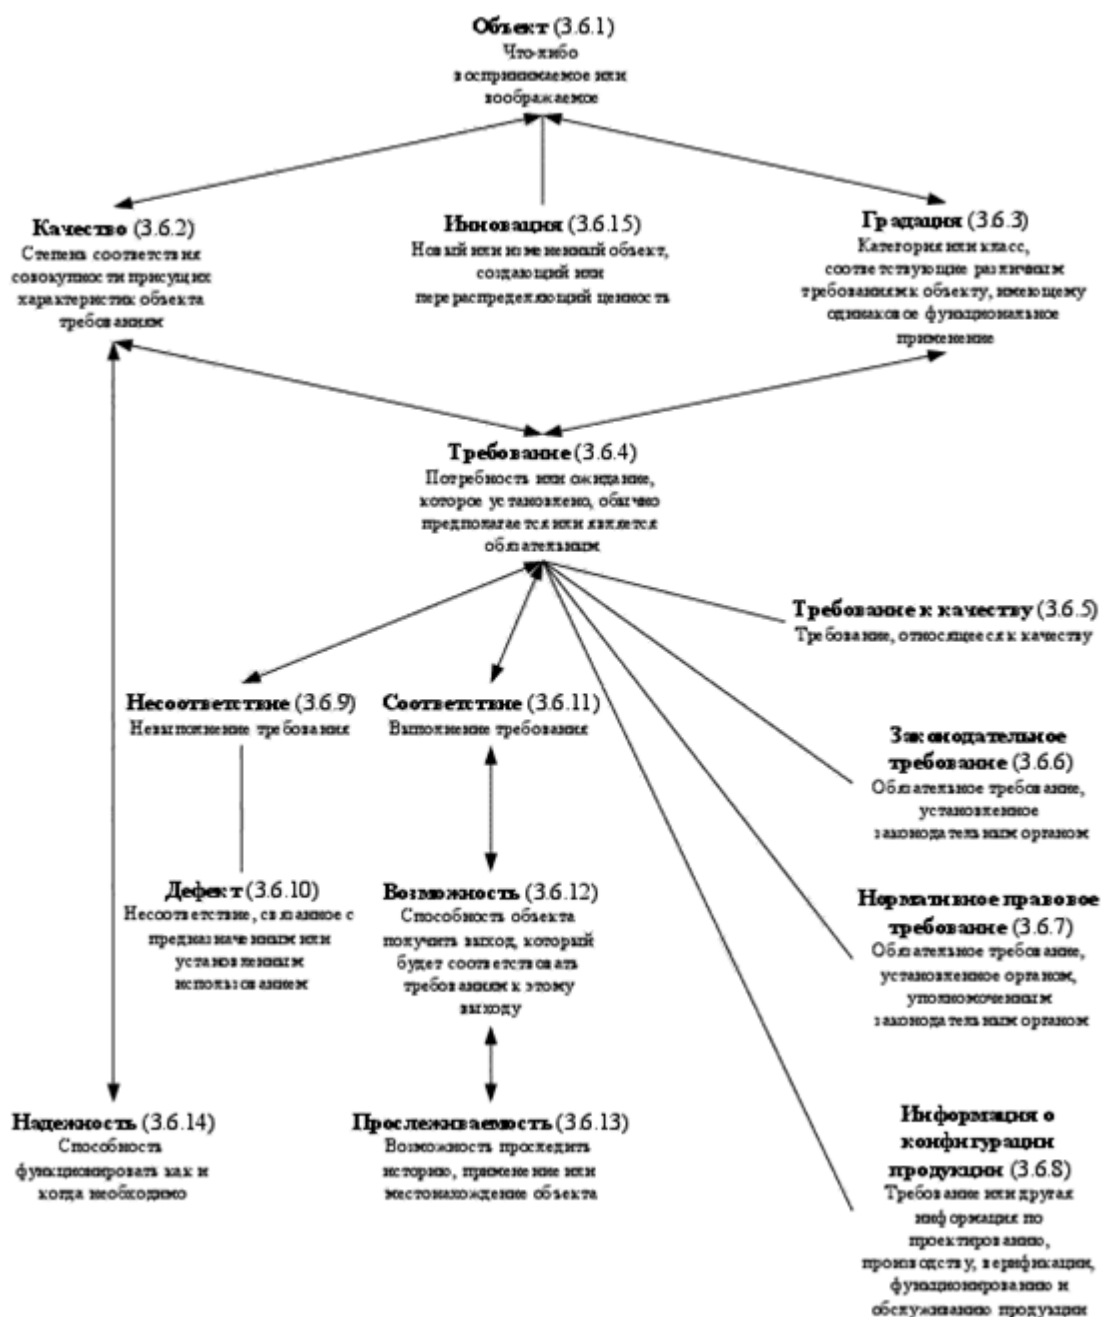 Объект (3.6.1)
Что-либо
воспринимаемое или
воображаемое
Качество (3.6.2)
Степень соответствия
совокупности присущих
характеристик объекта
требованиям
Инновация (3.6.15)
Новый или измененный объект,
создающий или
перераспределяющий ценность
Градация (3.6.3)
Категория или класс,
соответствующие различным
требованиям к объекту, имеющему
одинаковое функциональное
применение
Требование (3.6.4)
Потребность или ожидание,
которое установлено, обычно
предполагается или является
обязательным
Требование к качеству (3.6.5)
Требование, относящееся к качеству
Несоответствие (3.6.9)
Невыполнение требования
Соответствие (3.6.11)
Выполнение требования
Законодательное
требование (3.6.6)
Обязательное требование,
установленное
законодательным органом
Дефект (3.6.10)
Несоответствие, связанное с
предназначенным или
установленным
использованием
Возможность (3.6.12)
Способность объекта
получить выход, который
будет соответствовать
требованиям к этому
выходу
Нормативное правовое
требование (3.6.7)
Обязательное требование,
установленное органом,
уполномоченным
законодательным органом
Надежность (3.6.14)
Способность
функционировать как и
когда необходимо
Прослеживаемость (3.6.13)
Возможность проследить
историю, применение или
местонахождение объекта
Информация о
конфигурации
продукции (3.6.8)
Требование или другая
информация по
проектированию,
производству, верификации,
функционированию и
обслуживанию продукции